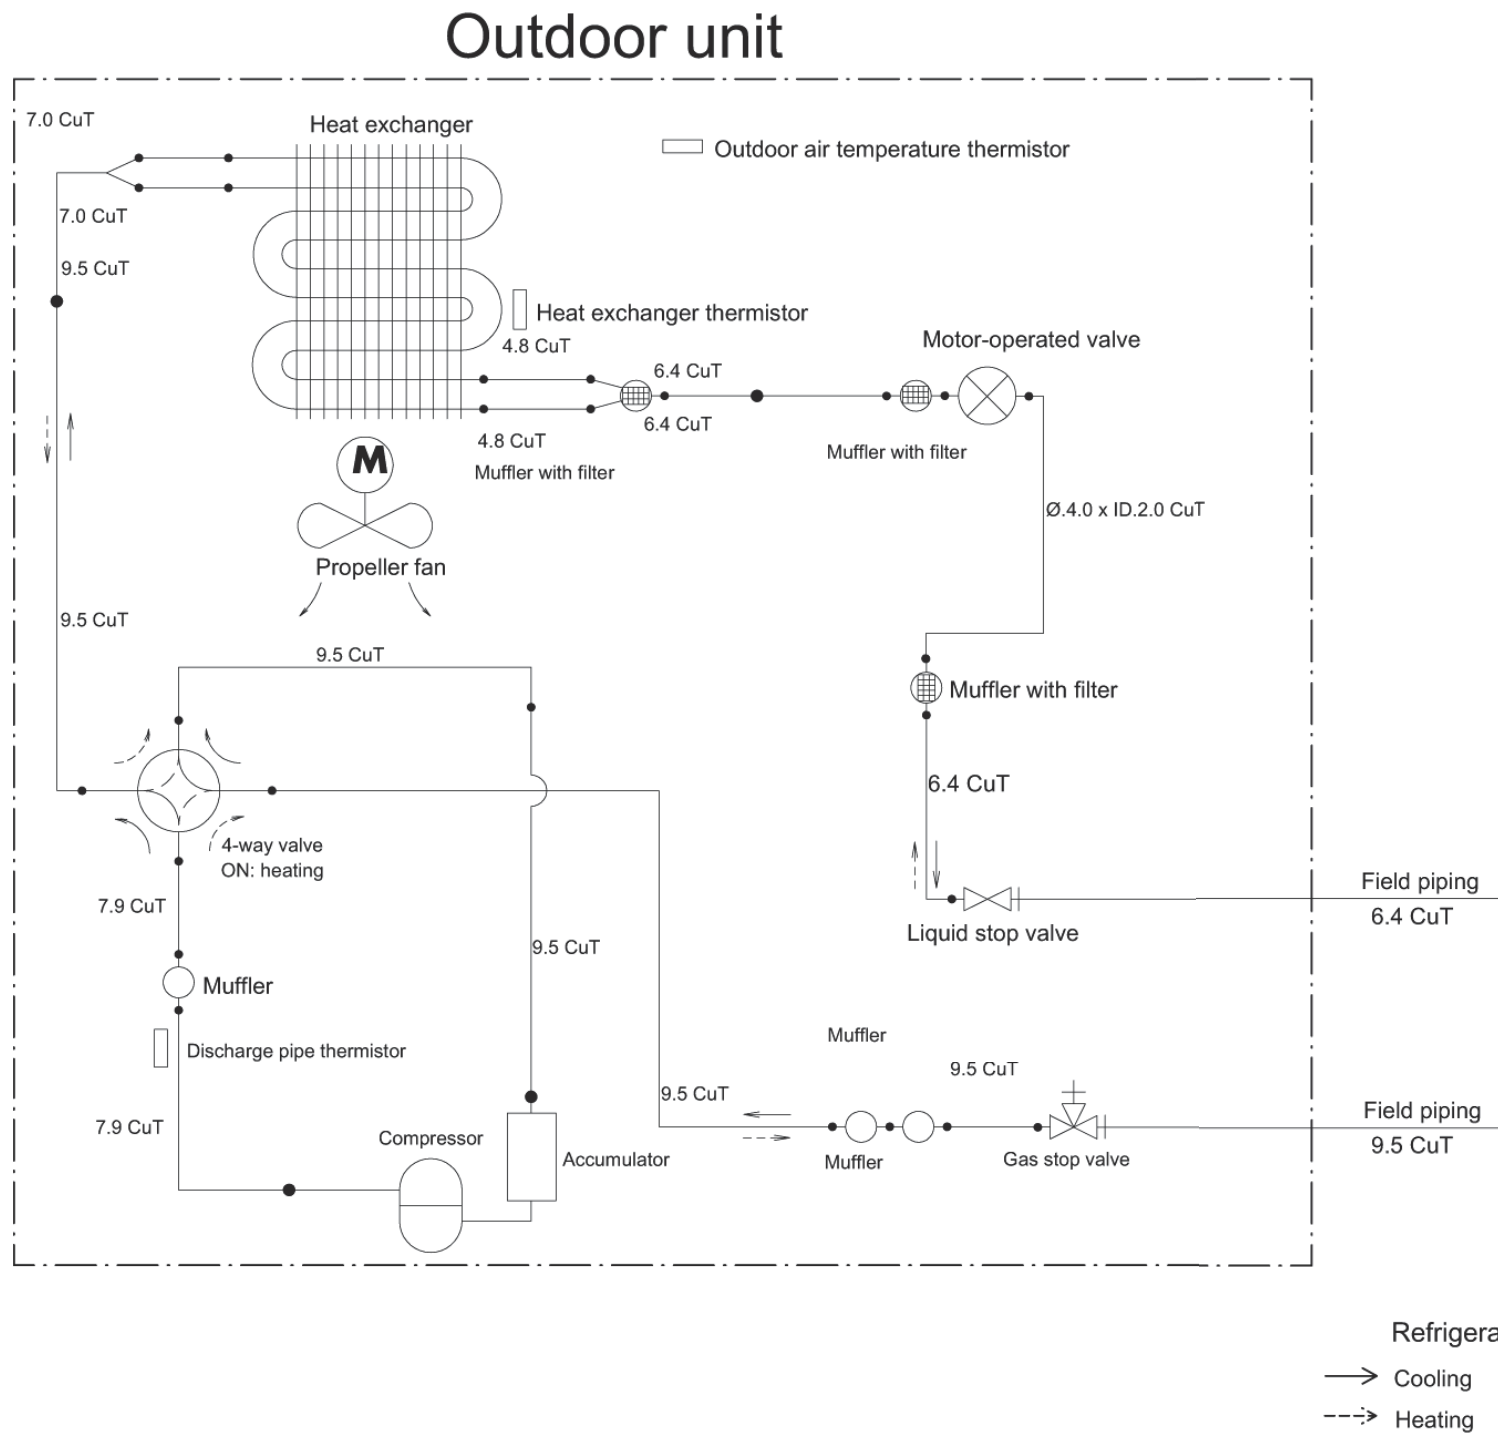 Outdoor unit
7.0 CuT
Heat exchanger
Outdoor air temperature thermistor
7.0 CuT
9.5 CuT
Heat exchanger thermistor
4.8 CuT
Motor-operated valve
6.4 CuT
6.4 CuT
4.8 CuT
Muffler with filter
Muffler with filter
M
Ø.4.0 x ID.2.0 CuT
Propeller fan
9.5 CuT
9.5 CuT
Muffler with filter
6.4 CuT
4-way valve
ON: heating
7.9 CuT
Field piping
6.4 CuT
Liquid stop valve
9.5 CuT
Muffler
Muffler
Discharge pipe thermistor
9.5 CuT
9.5 CuT
7.9 CuT
Compressor
Accumulator
Muffler
Gas stop valve
Field piping
9.5 CuT
Refrigera
Cooling
Heating